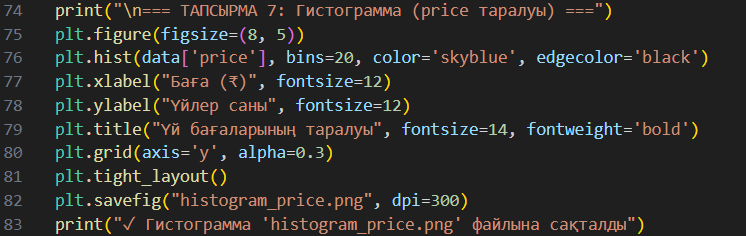 74 print("\n=== ТАПСЫРМА 7: Гистограмма (price таралуы) ===")
75 plt.figure(figsize=(8, 5))
76 plt.hist(data['price'], bins=20, color='skyblue', edgecolor='black')
77 plt.xlabel("Баға (₹)", fontsize=12)
78 plt.ylabel("Үйлер саны", fontsize=12)
79 plt.title("Үй бағаларының таралуы", fontsize=14, fontweight='bold')
80 plt.grid(axis='y', alpha=0.3)
81 plt.tight_layout()
82 plt.savefig("histogram_price.png", dpi=300)
83 print("✓ Гистограмма 'histogram_price.png' файлына сақталды")